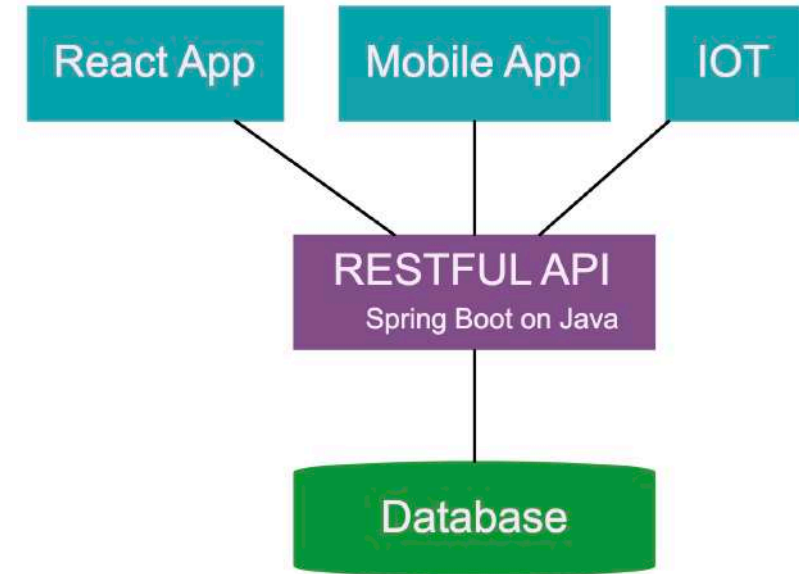 React App
Mobile App
IOT
RESTFUL API
Spring Boot on Java
Database